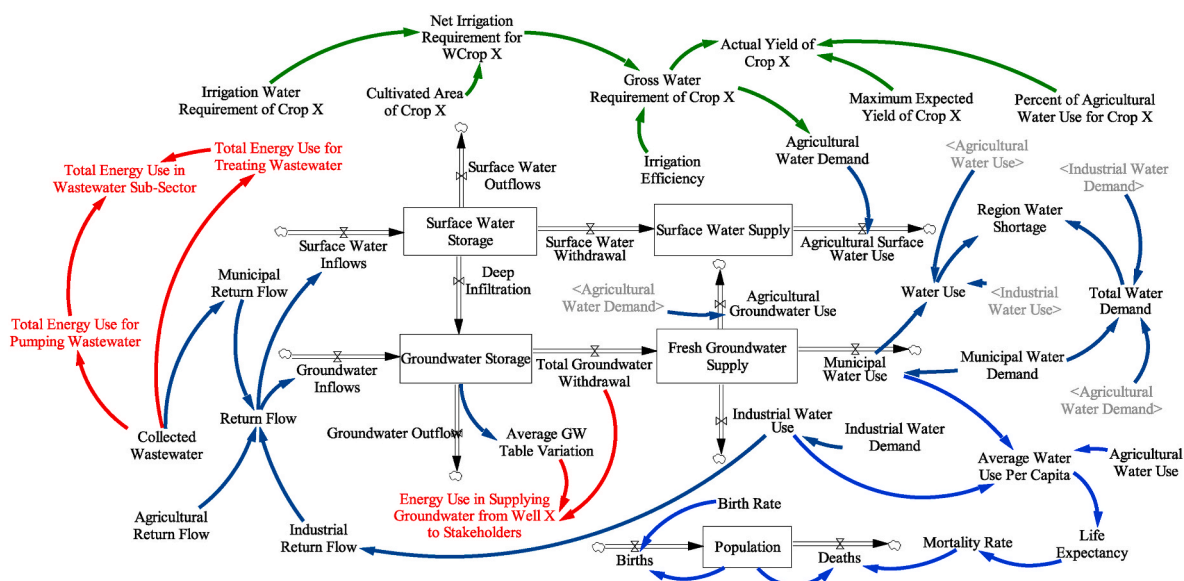 Net Irrigation
Requirement for
WCrop X
Actual Yield of
Crop X
Irrigation Water
Requirement of Crop X
Cultivated Area
of Crop X
Gross Water
Requirement of Crop X
Maximum Expected
Yield of Crop X
Percent of Agricultural
Water Use for Crop X
Total Energy Use for
Treating Wastewater
Total Energy Use in
Wastewater Sub-Sector
Surface Water
Outflows
Irrigation
Efficiency
Agricultural
Water Demand
<Agricultural
Water Use>
<Industrial Water
Demand>
Surface Water
Storage
Surface Water Supply
Region Water
Shortage
Surface Water
Inflows
Surface Water
Withdrawal
Agricultural Surface
Water Use
Municipal
Return Flow
Deep
Infiltration
<Agricultural
Water Demand>
Agricultural
Groundwater Use
Water Use
<Industrial
Water Use>
Total Water
Demand
Total Energy Use for
Pumping Wastewater
Groundwater
Inflows
Groundwater Storage
Total Groundwater
Withdrawal
Fresh Groundwater
Supply
Municipal
Water Use
Municipal Water
Demand
<Agricultural
Water Demand>
Return Flow
Collected
Wastewater
Groundwater Outflow
Average GW
Table Variation
Industrial Water
Use
Industrial Water
Demand
Average Water
Use Per Capita
Agricultural
Water Use
Energy Use in Supplying
Groundwater from Well X
to Stakeholders
Birth Rate
Agricultural
Return Flow
Industrial
Return Flow
Births
Population
Deaths
Mortality Rate
Life
Expectancy